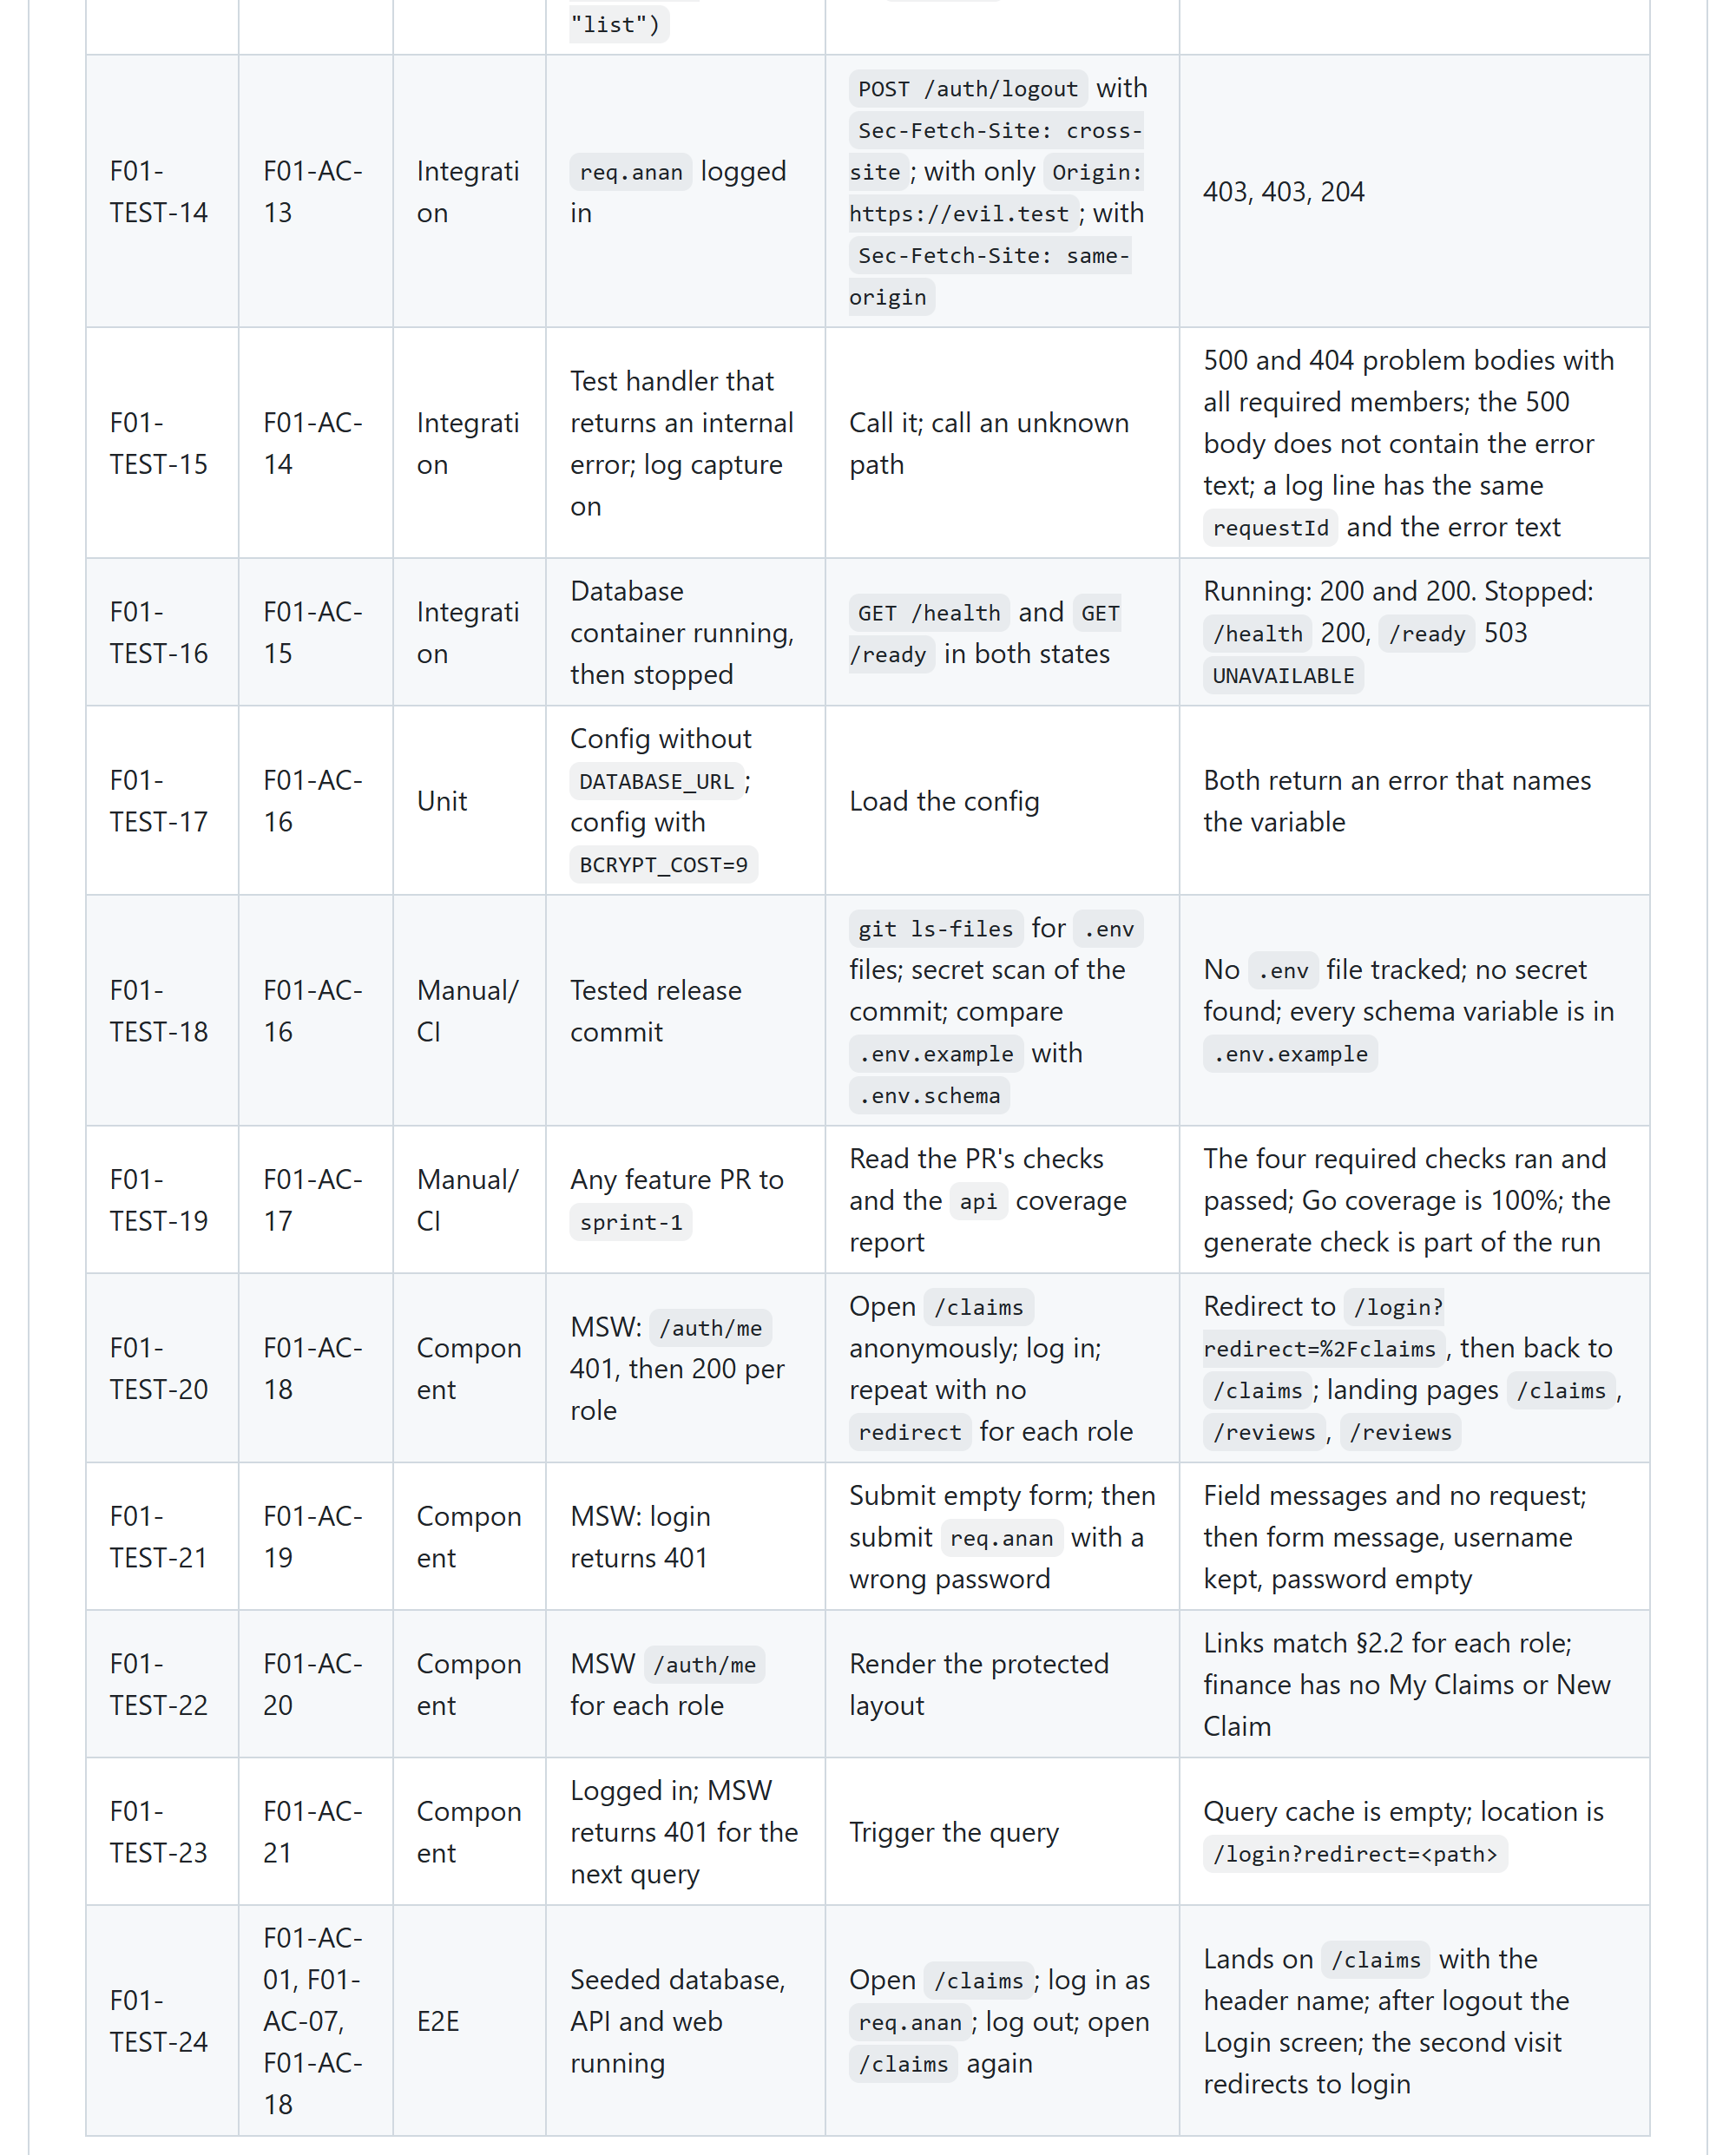 "list")
F01-
TEST-14
F01-AC-
13
Integrati
on
req.anan logged
in
POST /auth/logout with
Sec-Fetch-Site: cross-
site; with only Origin:
https://evil.test; with
Sec-Fetch-Site: same-
origin
403, 403, 204
F01-
TEST-15
F01-AC-
14
Integrati
on
Test handler that
returns an internal
error; log capture
on
Call it; call an unknown
path
500 and 404 problem bodies with
all required members; the 500
body does not contain the error
text; a log line has the same
requestId and the error text
F01-
TEST-16
F01-AC-
15
Integrati
on
Database
container running,
then stopped
GET /health and GET
/ready in both states
Running: 200 and 200. Stopped:
/health 200, /ready 503
UNAVAILABLE
F01-
TEST-17
F01-AC-
16
Unit
Config without
DATABASE_URL;
config with
BCRYPT_COST=9
Load the config
Both return an error that names
the variable
F01-
TEST-18
F01-AC-
16
Manual/
CI
Tested release
commit
git ls-files for .env
files; secret scan of the
commit; compare
.env.example with
.env.schema
No .env file tracked; no secret
found; every schema variable is in
.env.example
F01-
TEST-19
F01-AC-
17
Manual/
CI
Any feature PR to
sprint-1
Read the PR's checks
and the api coverage
report
The four required checks ran and
passed; Go coverage is 100%; the
generate check is part of the run
F01-
TEST-20
F01-AC-
18
Compon
ent
MSW: /auth/me
401, then 200 per
role
Open /claims
anonymously; log in;
repeat with no
redirect for each role
Redirect to /login?
redirect=%2Fclaims, then back to
/claims; landing pages /claims,
/reviews, /reviews
F01-
TEST-21
F01-AC-
19
Compon
ent
MSW: login
returns 401
Submit empty form; then
submit req.anan with a
wrong password
Field messages and no request;
then form message, username
kept, password empty
F01-
TEST-22
F01-AC-
20
Compon
ent
MSW /auth/me
for each role
Render the protected
layout
Links match §2.2 for each role;
finance has no My Claims or New
Claim
F01-
TEST-23
F01-AC-
21
Compon
ent
Logged in; MSW
returns 401 for the
next query
Trigger the query
Query cache is empty; location is
/login?redirect=<path>
F01-
TEST-24
F01-AC-
01, F01-
AC-07,
F01-AC-
18
E2E
Seeded database,
API and web
running
Open /claims; log in as
req.anan; log out; open
/claims again
Lands on /claims with the
header name; after logout the
Login screen; the second visit
redirects to login